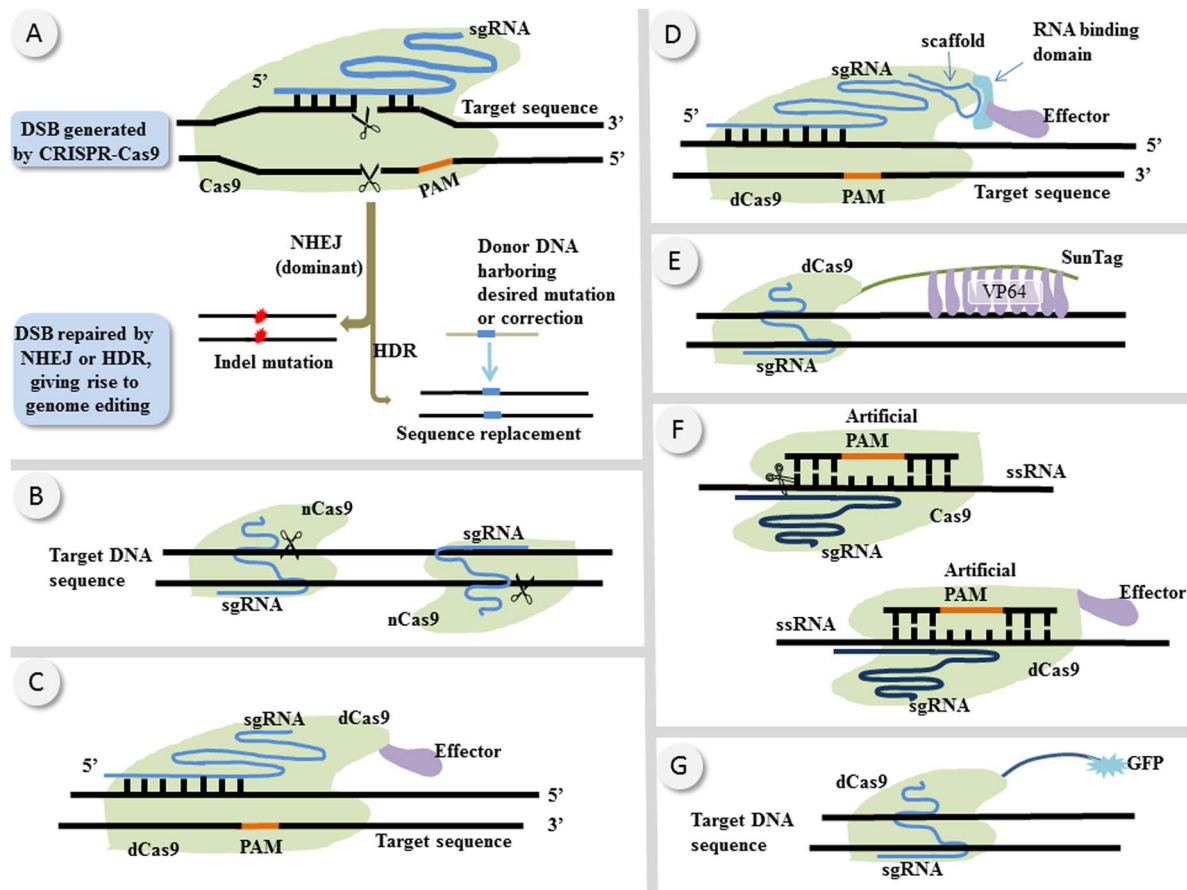 A
sgRNA
5’
Target sequence
3’
DSB generated
by CRISPR-Cas9
5’
Cas9
PAM
NHEJ
(dominant)
Donor DNA
harboring
desired mutation
or correction
DSB repaired by
NHEJ or HDR,
giving rise to
genome editing
Indel mutation
HDR
Sequence replacement
B
nCas9
sgRNA
Target DNA
sequence
sgRNA
nCas9
C
sgRNA
dCas9
Effector
5’
5’
3’
dCas9
PAM
Target sequence
D
scaffold
RNA binding
domain
sgRNA
5’
Effector
5’
3’
dCas9
PAM
Target sequence
E
dCas9
SunTag
VP64
sgRNA
F
Artificial
PAM
ssRNA
Cas9
sgRNA
Artificial
PAM
Effector
ssRNA
dCas9
sgRNA
G
dCas9
GFP
Target DNA
sequence
sgRNA